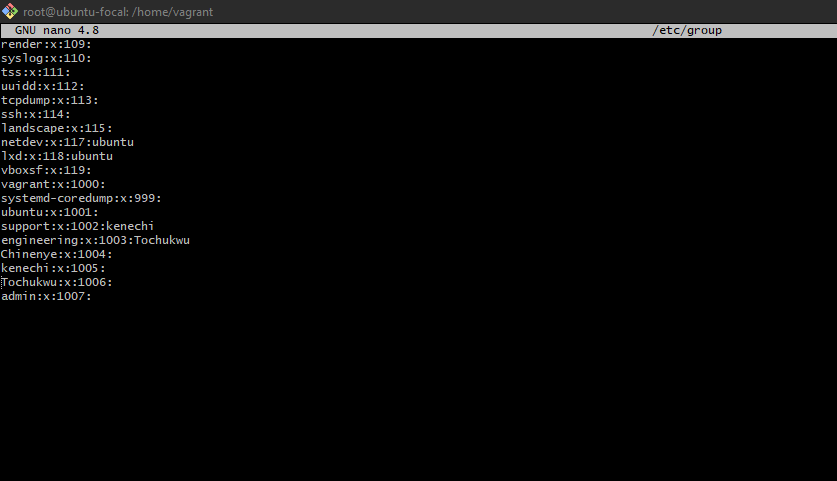 root@ubuntu-focal: /home/vagrant
GNU nano 4.8 /etc/group
render:x:109:
syslog:x:110:
tss:x:111:
uuidd:x:112:
tcpdump:x:113:
ssh:x:114:
landscape:x:115:
netdev:x:117:ubuntu
lxd:x:118:ubuntu
vboxsf:x:119:
vagrant:x:1000:
systemd-coredump:x:999:
ubuntu:x:1001:
support:x:1002:kenechi
engineering:x:1003:Tochukwu
Chinenye:x:1004:
kenechi:x:1005:
Tochukwu:x:1006:
admin:x:1007: